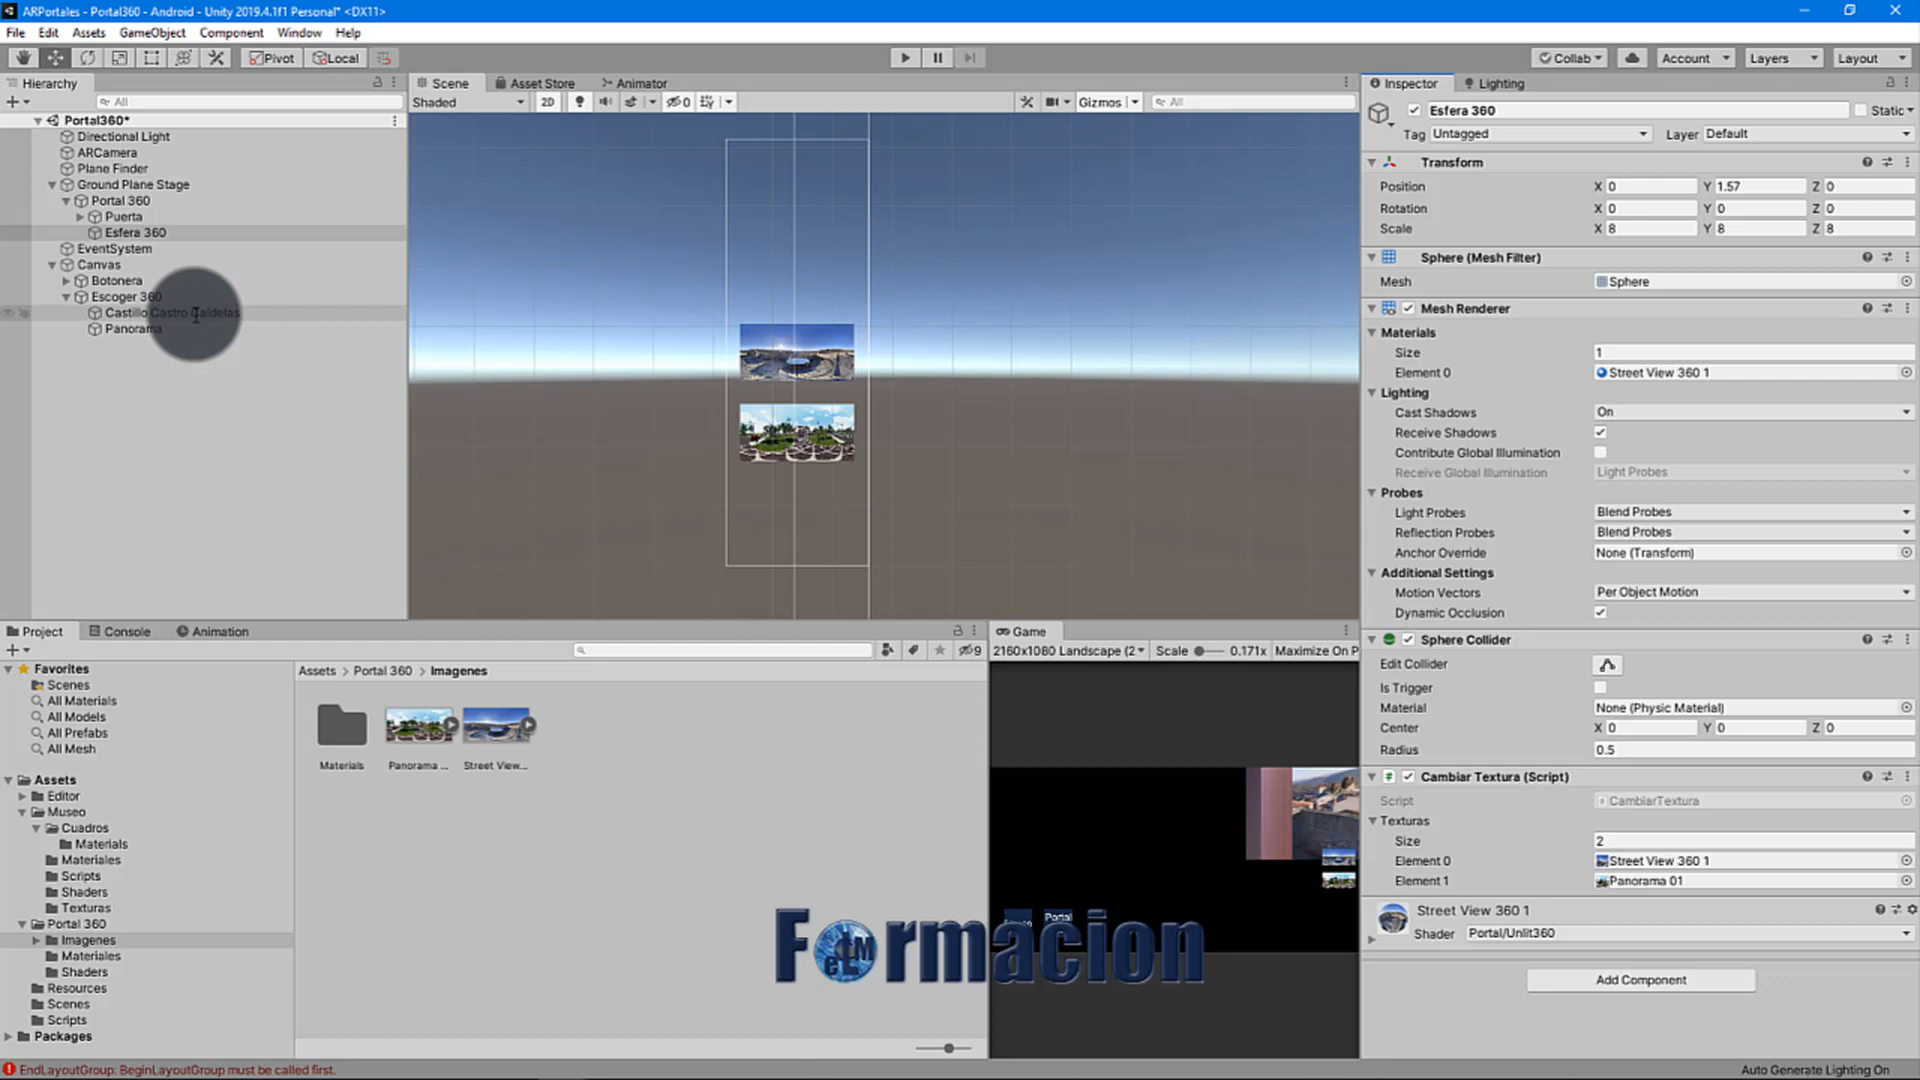 ARPortales - Portal360 - Android - Unity 2019.4.1f1 Personal* <DX11>
File Edit Assets GameObject Component Window Help
Pivot Local Collab Account Layers Layout
Hierarchy
All
Portal360*
Directional Light
ARCamera
Plane Finder
Ground Plane Stage
Portal 360
Puerta
Esfera 360
EventSystem
Canvas
Botonera
Escoger 360
Castillo Castro Caldelas
Panorama
Scene Asset Store Animator
Shaded 2D 0 Gizmos All
Inspector Lighting
Esfera 360 Static
Tag Untagged Layer Default
Transform
Position X 0 Y 1.57 Z 0
Rotation X 0 Y 0 Z 0
Scale X 8 Y 8 Z 8
Sphere (Mesh Filter)
Mesh Sphere
Mesh Renderer
Materials
Size 1
Element 0 Street View 360 1
Lighting
Cast Shadows On
Receive Shadows
Contribute Global Illumination
Receive Global Illumination Light Probes
Probes
Light Probes Blend Probes
Reflection Probes Blend Probes
Anchor Override None (Transform)
Additional Settings
Motion Vectors Per Object Motion
Dynamic Occlusion
Sphere Collider
Edit Collider
Is Trigger
Material None (Physic Material)
Center X 0 Y 0 Z 0
Radius 0.5
Cambiar Textura (Script)
Script CambiarTextura
Texturas
Size 2
Element 0 Street View 360 1
Element 1 Panorama 01
Street View 360 1
Shader Portal/Unlit360
Add Component
Project Console Animation
9
Favorites
Scenes
All Materials
All Models
All Prefabs
All Mesh
Assets
Editor
Museo
Cuadros
Materials
Materiales
Scripts
Shaders
Texturas
Portal 360
Imagenes
Materiales
Shaders
Resources
Scenes
Scripts
Packages
Assets > Portal 360 > Imagenes
Materials Panorama ... Street View...
Game
2160x1080 Landscape (2 Scale 0.171x Maximize On P
Portal
Formacion
eLM
EndLayoutGroup: BeginLayoutGroup must be called first.
Auto Generate Lighting On